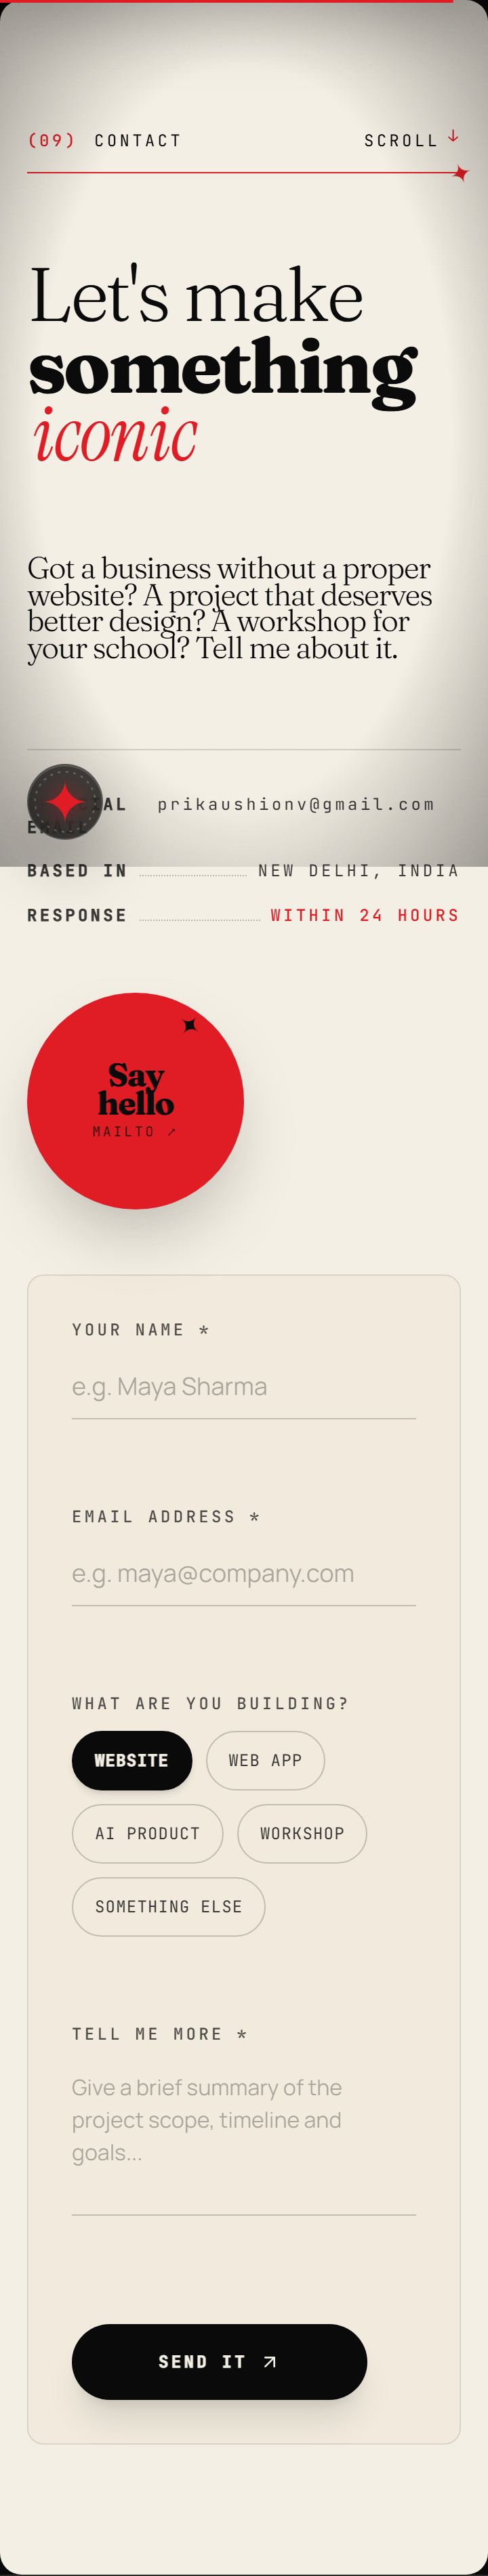 (09) CONTACT SCROLL ↓
Let's make
something
iconic
Got a business without a proper
website? A project that deserves
better design? A workshop for
your school? Tell me about it.
prikaushionv@gmail.com
BASED IN NEW DELHI, INDIA
RESPONSE WITHIN 24 HOURS
Say
hello
MAILTO ↗
YOUR NAME *
e.g. Maya Sharma
EMAIL ADDRESS *
e.g. maya@company.com
WHAT ARE YOU BUILDING?
WEBSITE WEB APP
AI PRODUCT WORKSHOP
SOMETHING ELSE
TELL ME MORE *
Give a brief summary of the
project scope, timeline and
goals...
SEND IT ↗